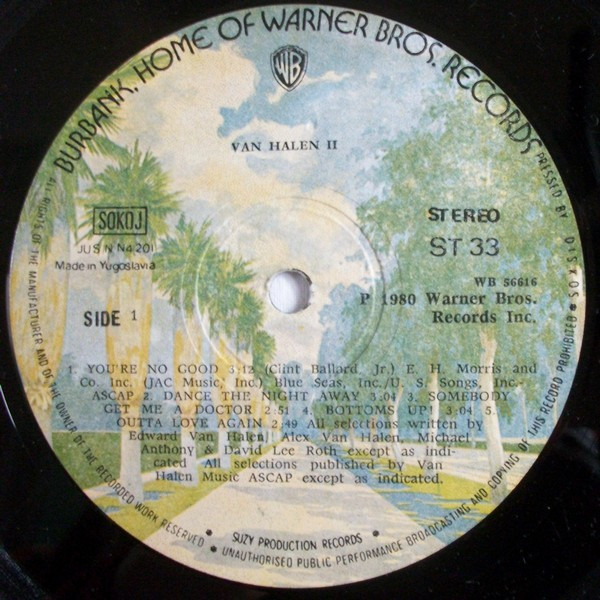 BURBANK, HOME OF WARNER BROS. RECORDS
WB
VAN HALEN II
SOKOJ
JUS N N4 201
Made in Yugoslavia
SIDE 1
STEREO
ST 33
WB 56616
P 1980 Warner Bros.
Records Inc.
1. YOU'RE NO GOOD 3:12 (Clint Ballard, Jr.) E. H. Morris and
Co. Inc. (JAC Music, Inc.) Blue Seas, Inc./U. S. Songs, Inc.-
ASCAP 2. DANCE THE NIGHT AWAY 3.04 3. SOMEBODY
GET ME A DOCTOR 2:51 4. BOTTOMS UP! 3:04 5.
OUTTA LOVE AGAIN 2:49 All selections written by
Edward Van Halen, Alex Van Halen, Michael
Anthony & David Lee Roth except as indi-
cated All selections published by Van
Halen Music ASCAP except as indicated.
SUZY PRODUCTION RECORDS
ALL RIGHTS OF THE MANUFACTURER AND OF THE OWNER OF THE RECORDED WORK RESERVED • UNAUTHORISED PUBLIC PERFORMANCE BROADCASTING AND COPYING OF THIS RECORD PROHIBITED
PRESSED BY